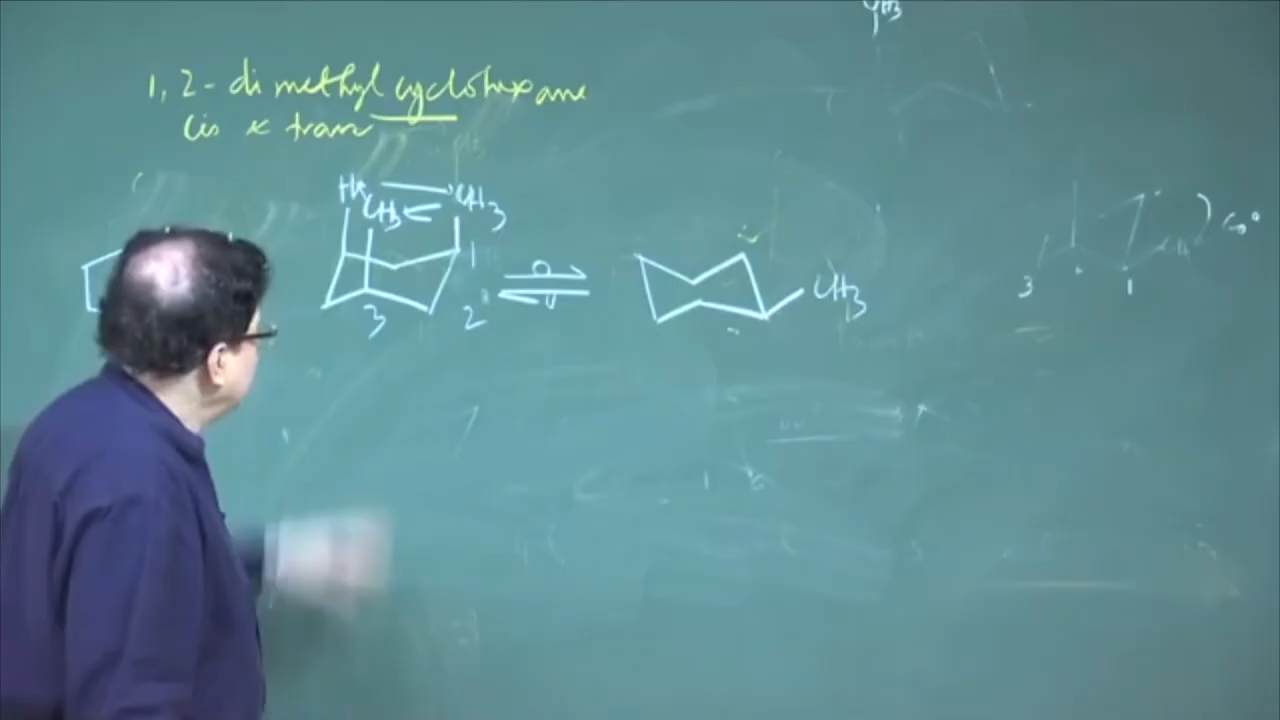 1,2-dimethyl cyclohexane
cis & trans
CH3
CH3
1
2
3
CH3
3
1
60°